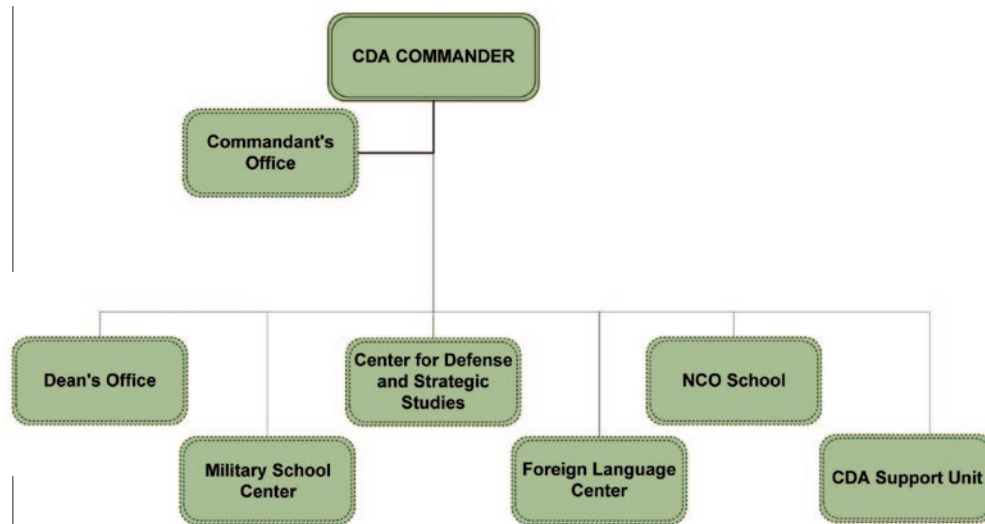 CDA COMMANDER
Commandant's
Office
Dean's Office
Center for Defense
and Strategic
Studies
NCO School
Military School
Center
Foreign Language
Center
CDA Support Unit